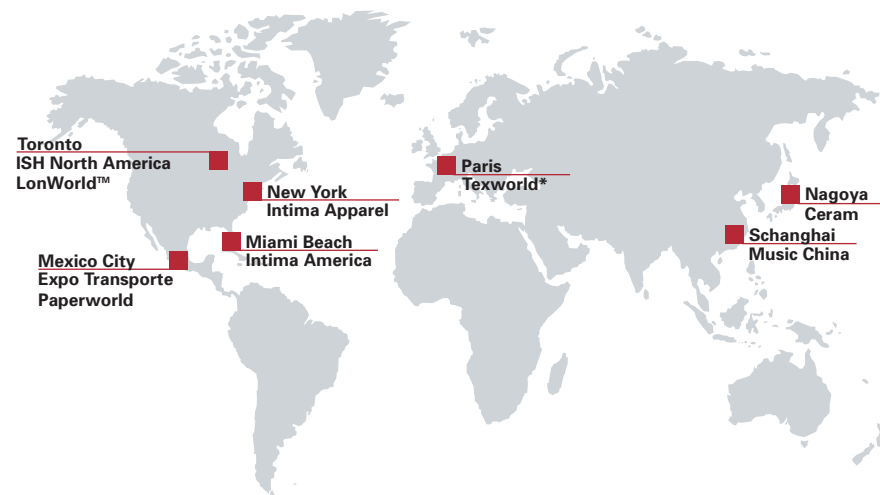 Toronto
ISH North America
LonWorld™
New York
Intima Apparel
Miami Beach
Intima America
Mexico City
Expo Transporte
Paperworld
Paris
Texworld*
Nagoya
Ceram
Schanghai
Music China